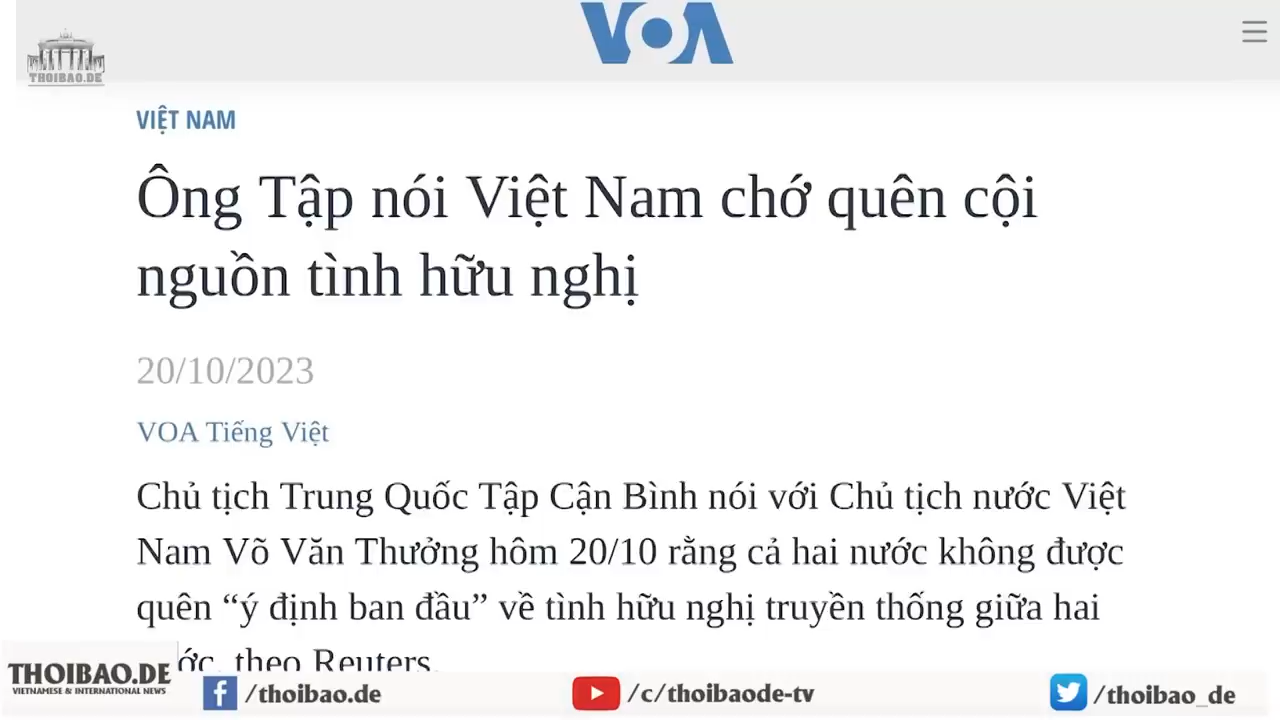 VOA
THOIBAO.DE
VIỆT NAM
Ông Tập nói Việt Nam chớ quên cội
nguồn tình hữu nghị
20/10/2023
VOA Tiếng Việt
Chủ tịch Trung Quốc Tập Cận Bình nói với Chủ tịch nước Việt
Nam Võ Văn Thưởng hôm 20/10 rằng cả hai nước không được
quên “ý định ban đầu” về tình hữu nghị truyền thống giữa hai
theo Reuters.
THOIBAO.DE
VIETNAMESE & INTERNATIONAL NEWS
/thoibao.de
/c/thoibaode-tv
/thoibao_de